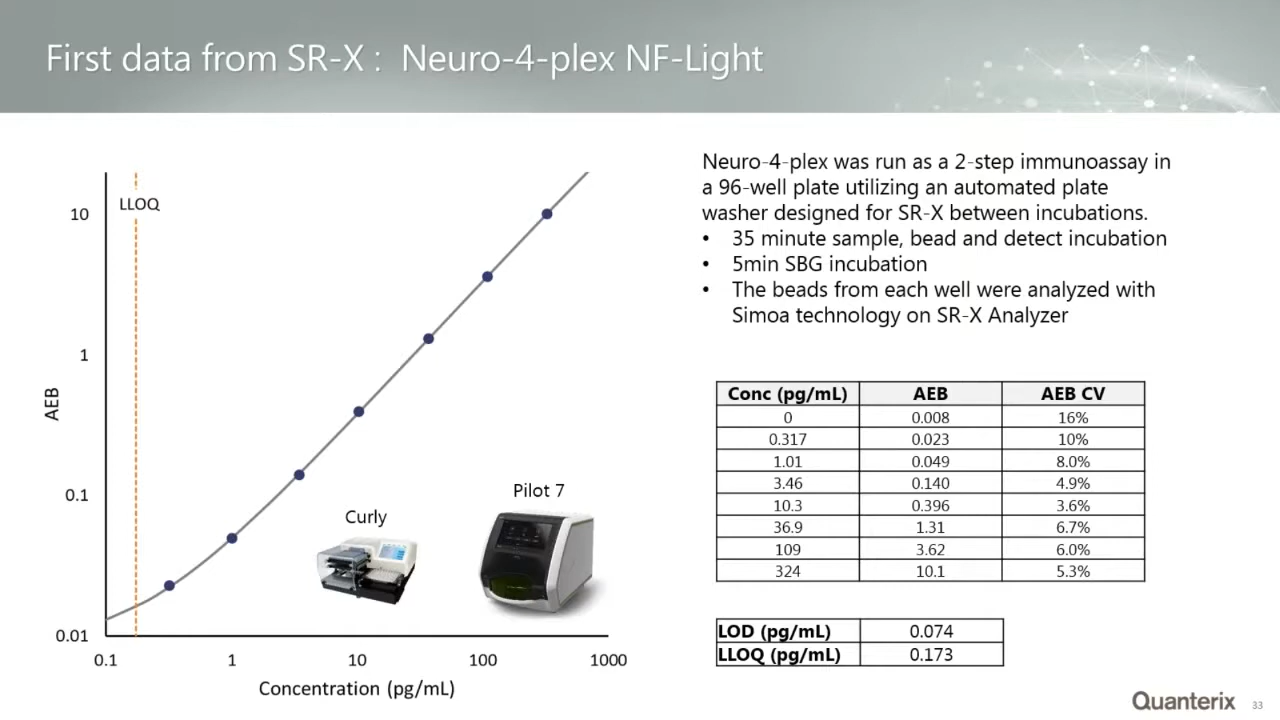 First data from SR-X : Neuro-4-plex NF-Light
LLOQ
10
1
0.1
0.01
AEB
0.1
1
10
100
1000
Concentration (pg/mL)
Curly
Pilot 7
Neuro-4-plex was run as a 2-step immunoassay in
a 96-well plate utilizing an automated plate
washer designed for SR-X between incubations.
• 35 minute sample, bead and detect incubation
• 5min SBG incubation
• The beads from each well were analyzed with
Simoa technology on SR-X Analyzer
Conc (pg/mL) AEB AEB CV
0 0.008 16%
0.317 0.023 10%
1.01 0.049 8.0%
3.46 0.140 4.9%
10.3 0.396 3.6%
36.9 1.31 6.7%
109 3.62 6.0%
324 10.1 5.3%
LOD (pg/mL) 0.074
LLOQ (pg/mL) 0.173
Quanterix 33